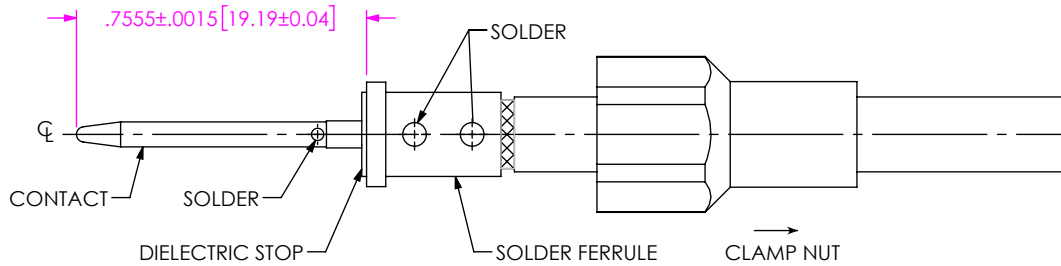 .7555±.0015[19.19±0.04]
SOLDER
℄
CONTACT
SOLDER
DIELECTRIC STOP
SOLDER FERRULE
CLAMP NUT